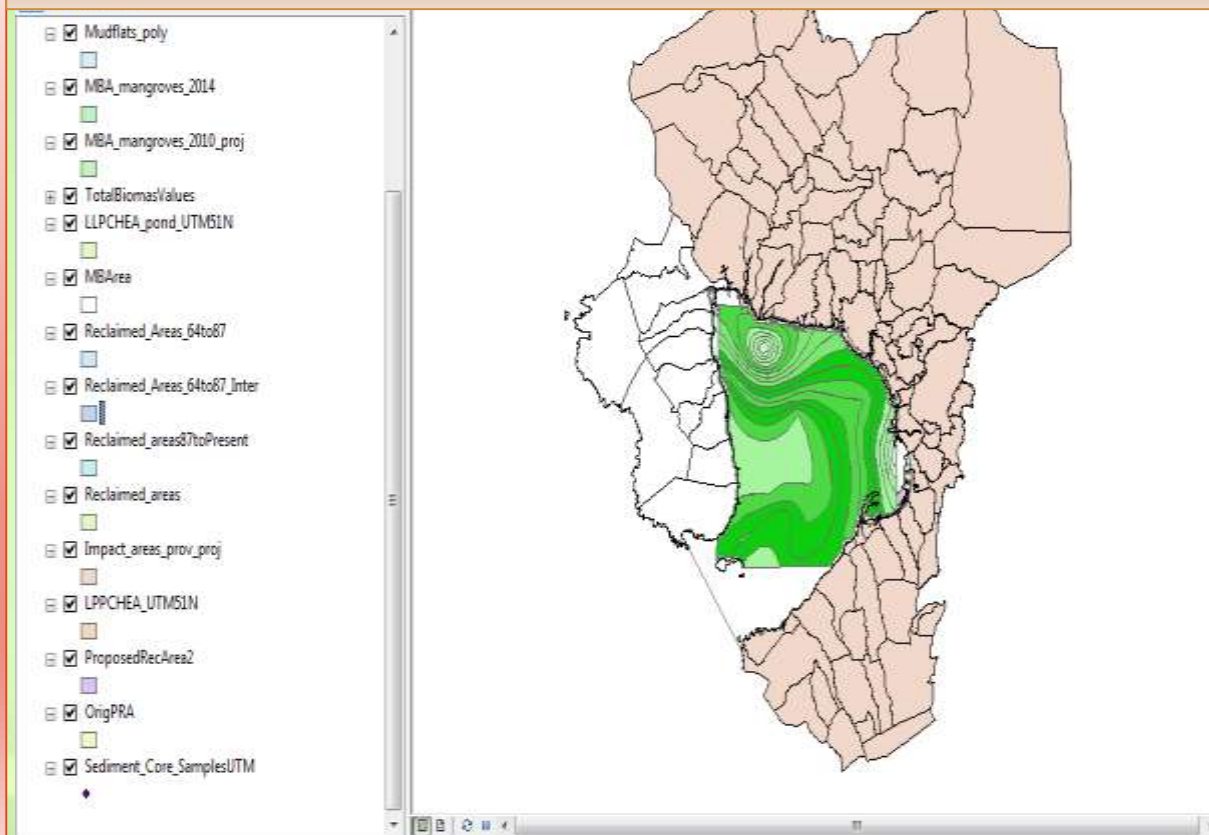 Mudflats_poly
MBA_mangroves_2014
MBA_mangroves_2010_proj
TotalBiomasValues
LLPCHEA_pond_UTM51N
MBArea
Reclaimed_Areas_64to87
Reclaimed_Areas_64to87_Inter
Reclaimed_areas87toPresent
Reclaimed_areas
Impact_areas_prov_proj
LPPCHEA_UTM51N
ProposedRecArea2
OrigPRA
Sediment_Core_SamplesUTM